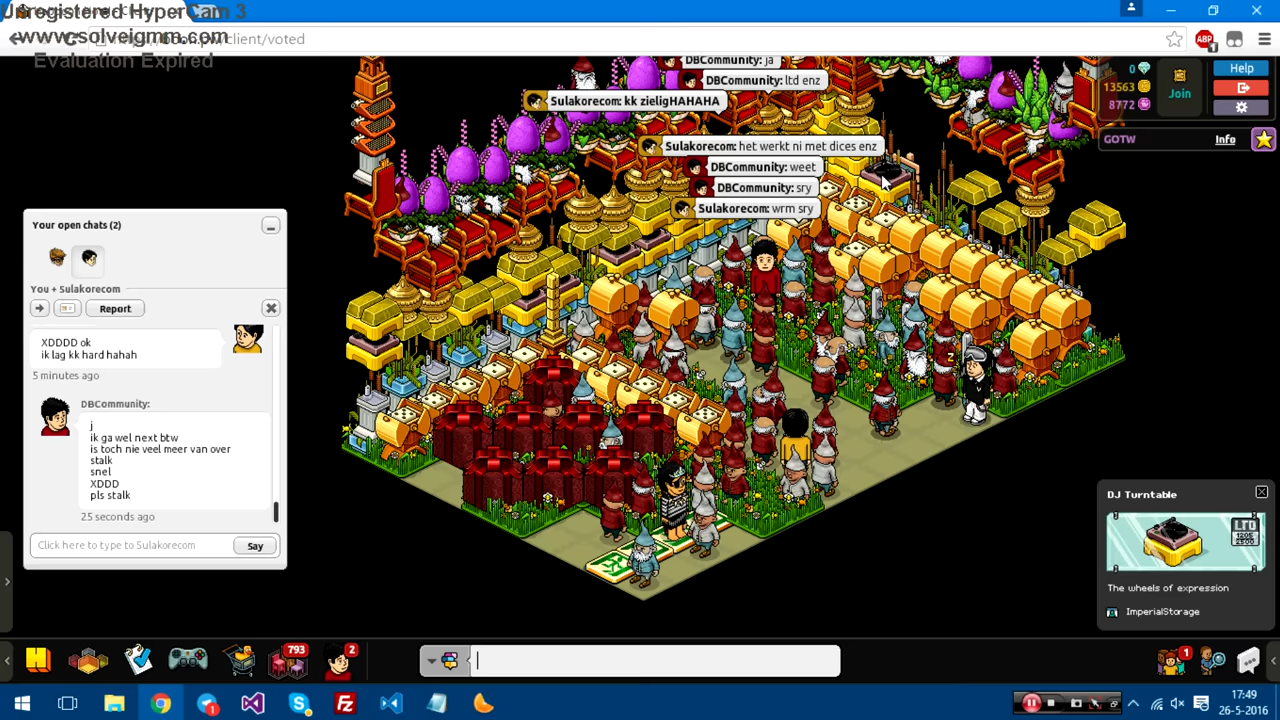 Unregistered HyperCam 3
www.solveigmm.com
client/voted
Evaluation Expired
DBCommunity: ja
DBCommunity: ltd enz
Sulakorecom: kk zieligHAHAHA
Sulakorecom: het werkt ni met dices enz
DBCommunity: weet
DBCommunity: sry
Sulakorecom: wrm sry
ABP
1
0
13563
8772
Join
Help
GOTW
Info
Your open chats (2)
You + Sulakorecom
Report
XDDDD ok
ik lag kk hard hahah
5 minutes ago
DBCommunity:
j
ik ga wel next btw
is toch nie veel meer van over
stalk
snel
XDDD
pls stalk
25 seconds ago
Click here to type to Sulakorecom
Say
Z
DJ Turntable
LTD
The wheels of expression
ImperialStorage
793
2
1
1
17:49
26-5-2016